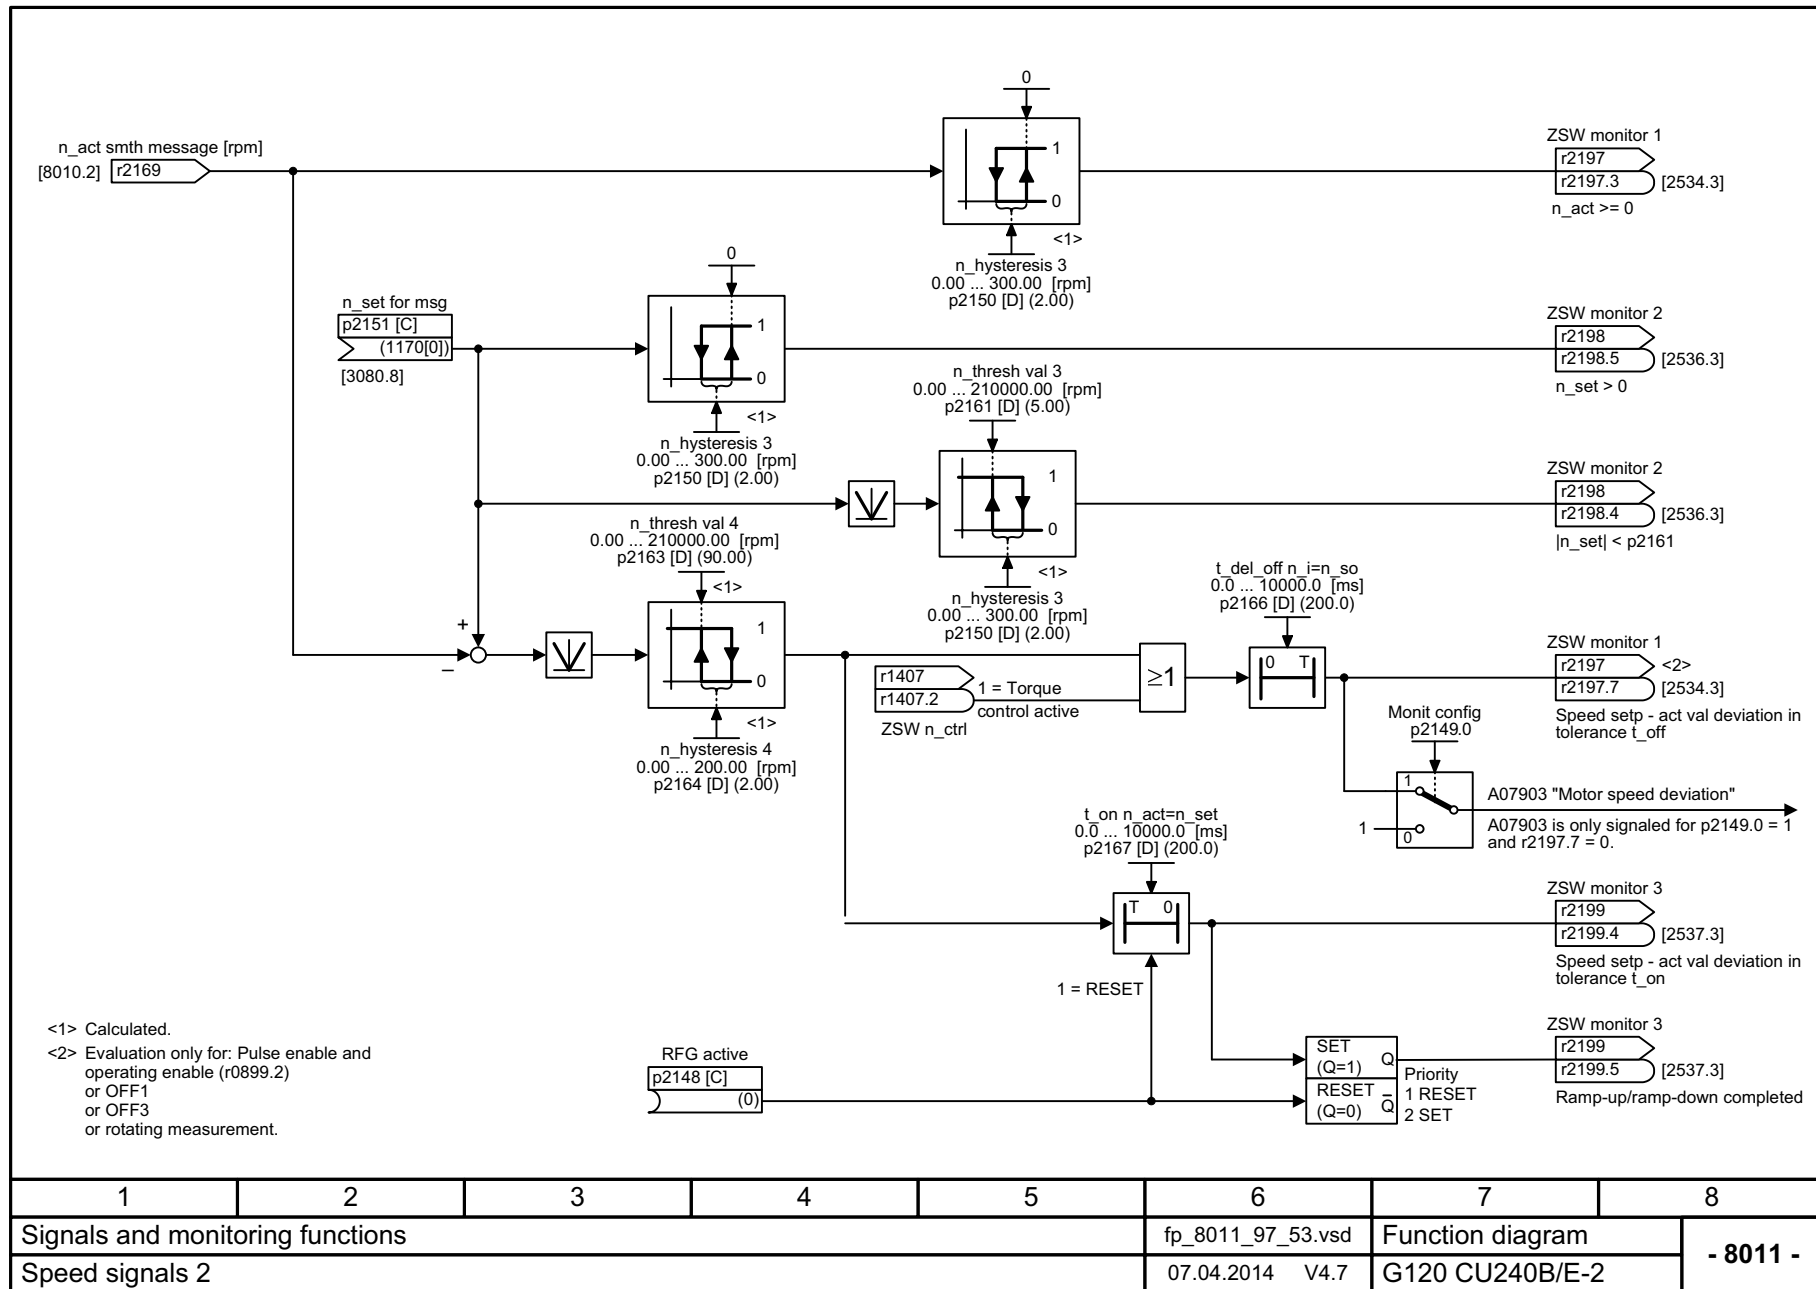 0
n_act smth message [rpm]
[8010.2] r2169
1
0
<1>
n_hysteresis 3
0.00 ... 300.00 [rpm]
p2150 [D] (2.00)
ZSW monitor 1
r2197
r2197.3 [2534.3]
n_act >= 0
0
n_set for msg
p2151 [C]
(1170[0])
[3080.8]
1
0
<1>
n_hysteresis 3
0.00 ... 300.00 [rpm]
p2150 [D] (2.00)
ZSW monitor 2
r2198
r2198.5 [2536.3]
n_set > 0
n_thresh val 3
0.00 ... 210000.00 [rpm]
p2161 [D] (5.00)
1
0
<1>
n_hysteresis 3
0.00 ... 300.00 [rpm]
p2150 [D] (2.00)
ZSW monitor 2
r2198
r2198.4 [2536.3]
|n_set| < p2161
n_thresh val 4
0.00 ... 210000.00 [rpm]
p2163 [D] (90.00)
<1>
+
–
1
0
<1>
n_hysteresis 4
0.00 ... 200.00 [rpm]
p2164 [D] (2.00)
r1407
r1407.2
1 = Torque
control active
ZSW n_ctrl
≥1
t_del_off n_i=n_so
0.0 ... 10000.0 [ms]
p2166 [D] (200.0)
0 T
ZSW monitor 1
r2197 <2>
r2197.7 [2534.3]
Speed setp - act val deviation in
tolerance t_off
Monit config
p2149.0
1
1
0
A07903 "Motor speed deviation"
A07903 is only signaled for p2149.0 = 1
and r2197.7 = 0.
t_on n_act=n_set
0.0 ... 10000.0 [ms]
p2167 [D] (200.0)
T 0
1 = RESET
ZSW monitor 3
r2199
r2199.4 [2537.3]
Speed setp - act val deviation in
tolerance t_on
RFG active
p2148 [C]
(0)
SET
(Q=1) Q
RESET
(Q=0) Q̅
Priority
1 RESET
2 SET
ZSW monitor 3
r2199
r2199.5 [2537.3]
Ramp-up/ramp-down completed
<1> Calculated.
<2> Evaluation only for: Pulse enable and
operating enable (r0899.2)
or OFF1
or OFF3
or rotating measurement.
1 2 3 4 5 6 7 8
Signals and monitoring functions fp_8011_97_53.vsd Function diagram
- 8011 -
Speed signals 2 07.04.2014 V4.7 G120 CU240B/E-2